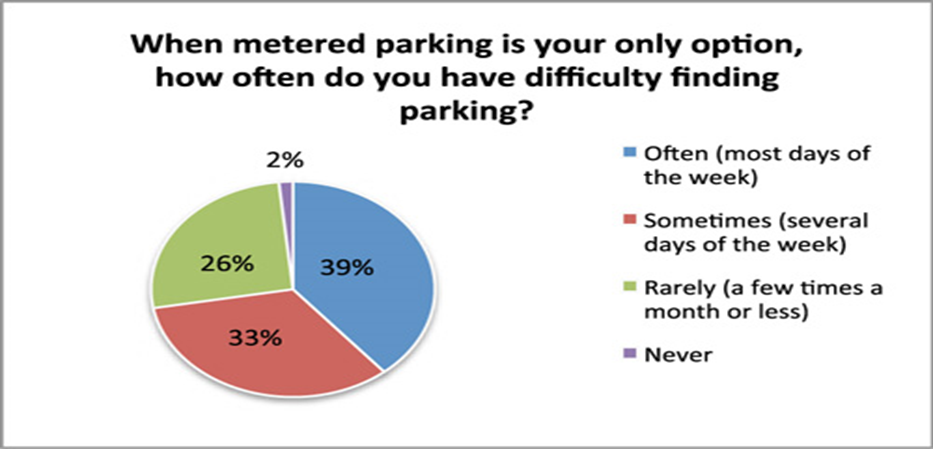 When metered parking is your only option,
how often do you have difficulty finding
parking?
2%
26%
39%
33%
Often (most days of
the week)
Sometimes (several
days of the week)
Rarely (a few times a
month or less)
Never